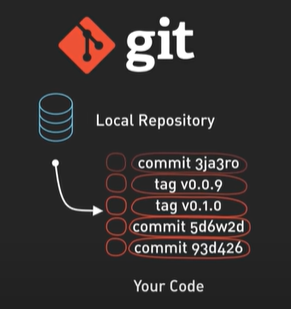 git
Local Repository
commit 3ja3ro
tag v0.0.9
tag v0.1.0
commit 5d6w2d
commit 93d426
Your Code